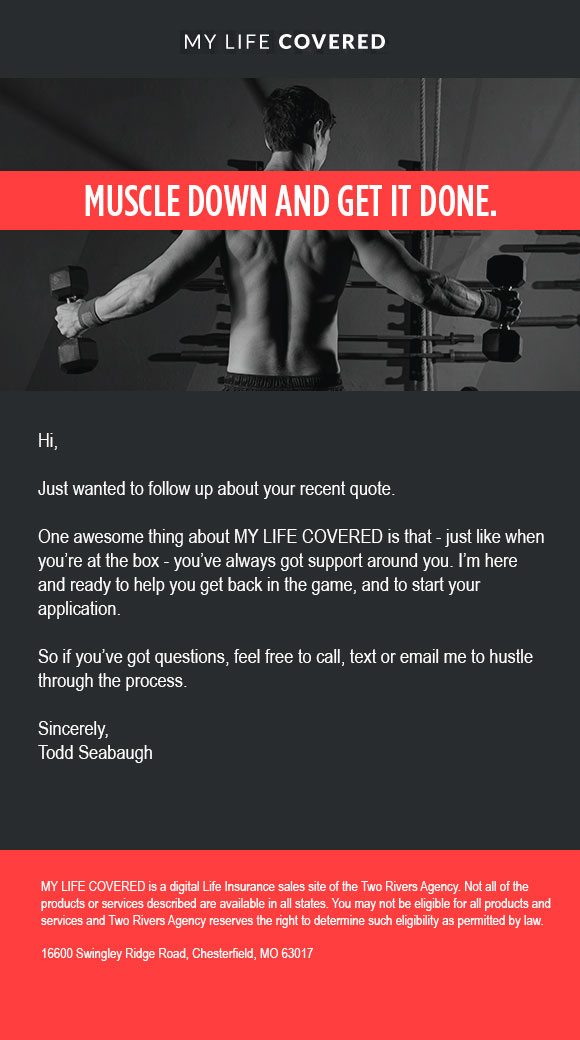 MY LIFE COVERED
MUSCLE DOWN AND GET IT DONE.
Hi,
Just wanted to follow up about your recent quote.
One awesome thing about MY LIFE COVERED is that - just like when
you're at the box - you've always got support around you. I'm here
and ready to help you get back in the game, and to start your
application.
So if you've got questions, feel free to call, text or email me to hustle
through the process.
Sincerely,
Todd Seabaugh
MY LIFE COVERED is a digital Life Insurance sales site of the Two Rivers Agency. Not all of the
products or services described are available in all states. You may not be eligible for all products and
services and Two Rivers Agency reserves the right to determine such eligibility as permitted by law.
16600 Swingley Ridge Road, Chesterfield, MO 63017